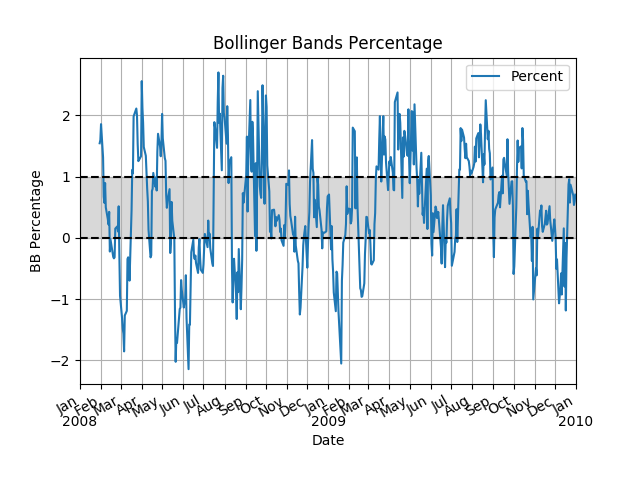 Bollinger Bands Percentage
Percent
BB Percentage
2
1
0
−1
−2
Jan Feb Mar Apr May Jun Jul Aug Sep Oct Nov Dec Jan Feb Mar Apr May Jun Jul Aug Sep Oct Nov Dec Jan
2008 2009 2010
Date